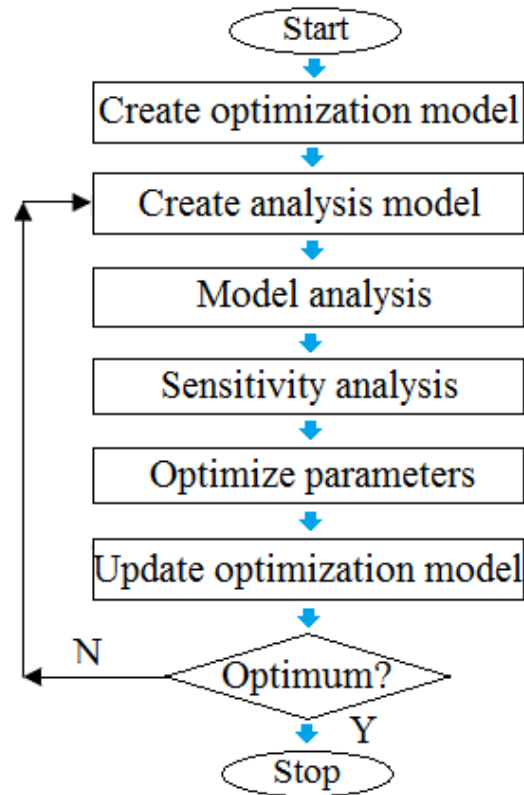 Start
Create optimization model
Create analysis model
Model analysis
Sensitivity analysis
Optimize parameters
Update optimization model
N
Optimum?
Y
Stop